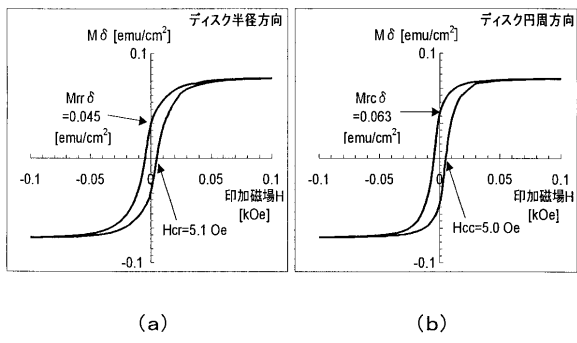 ディスク半径方向
Mδ [emu/cm²]
0.1
Mrrδ
=0.045
[emu/cm²]
-0.1 -0.05 0 0.05 0.1
印加磁場H
[kOe]
Hcr=5.1 Oe
-0.1
(a)
ディスク円周方向
Mδ [emu/cm²]
0.1
Mrcδ
=0.063
[emu/cm²]
-0.1 -0.05 0 0.05 0.1
印加磁場H
[kOe]
Hcc=5.0 Oe
-0.1
(b)